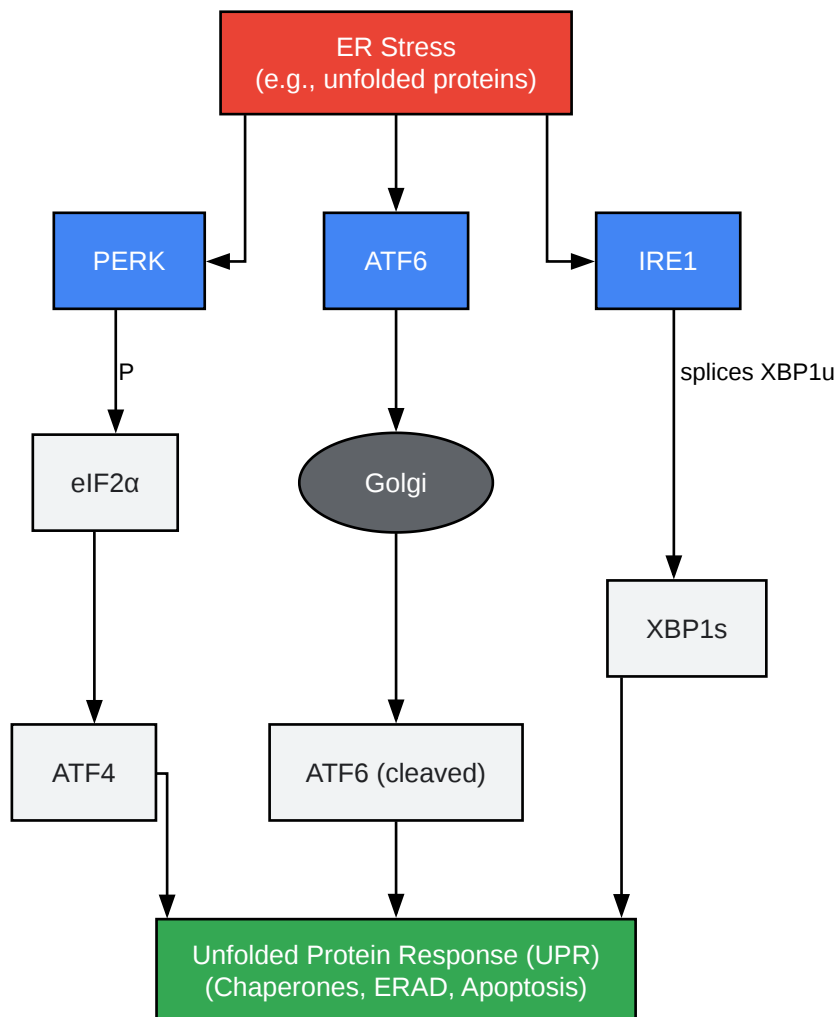 ER Stress
(e.g., unfolded proteins)
PERK
ATF6
IRE1
P
splices XBP1u
eIF2α
Golgi
XBP1s
ATF4
ATF6 (cleaved)
Unfolded Protein Response (UPR)
(Chaperones, ERAD, Apoptosis)